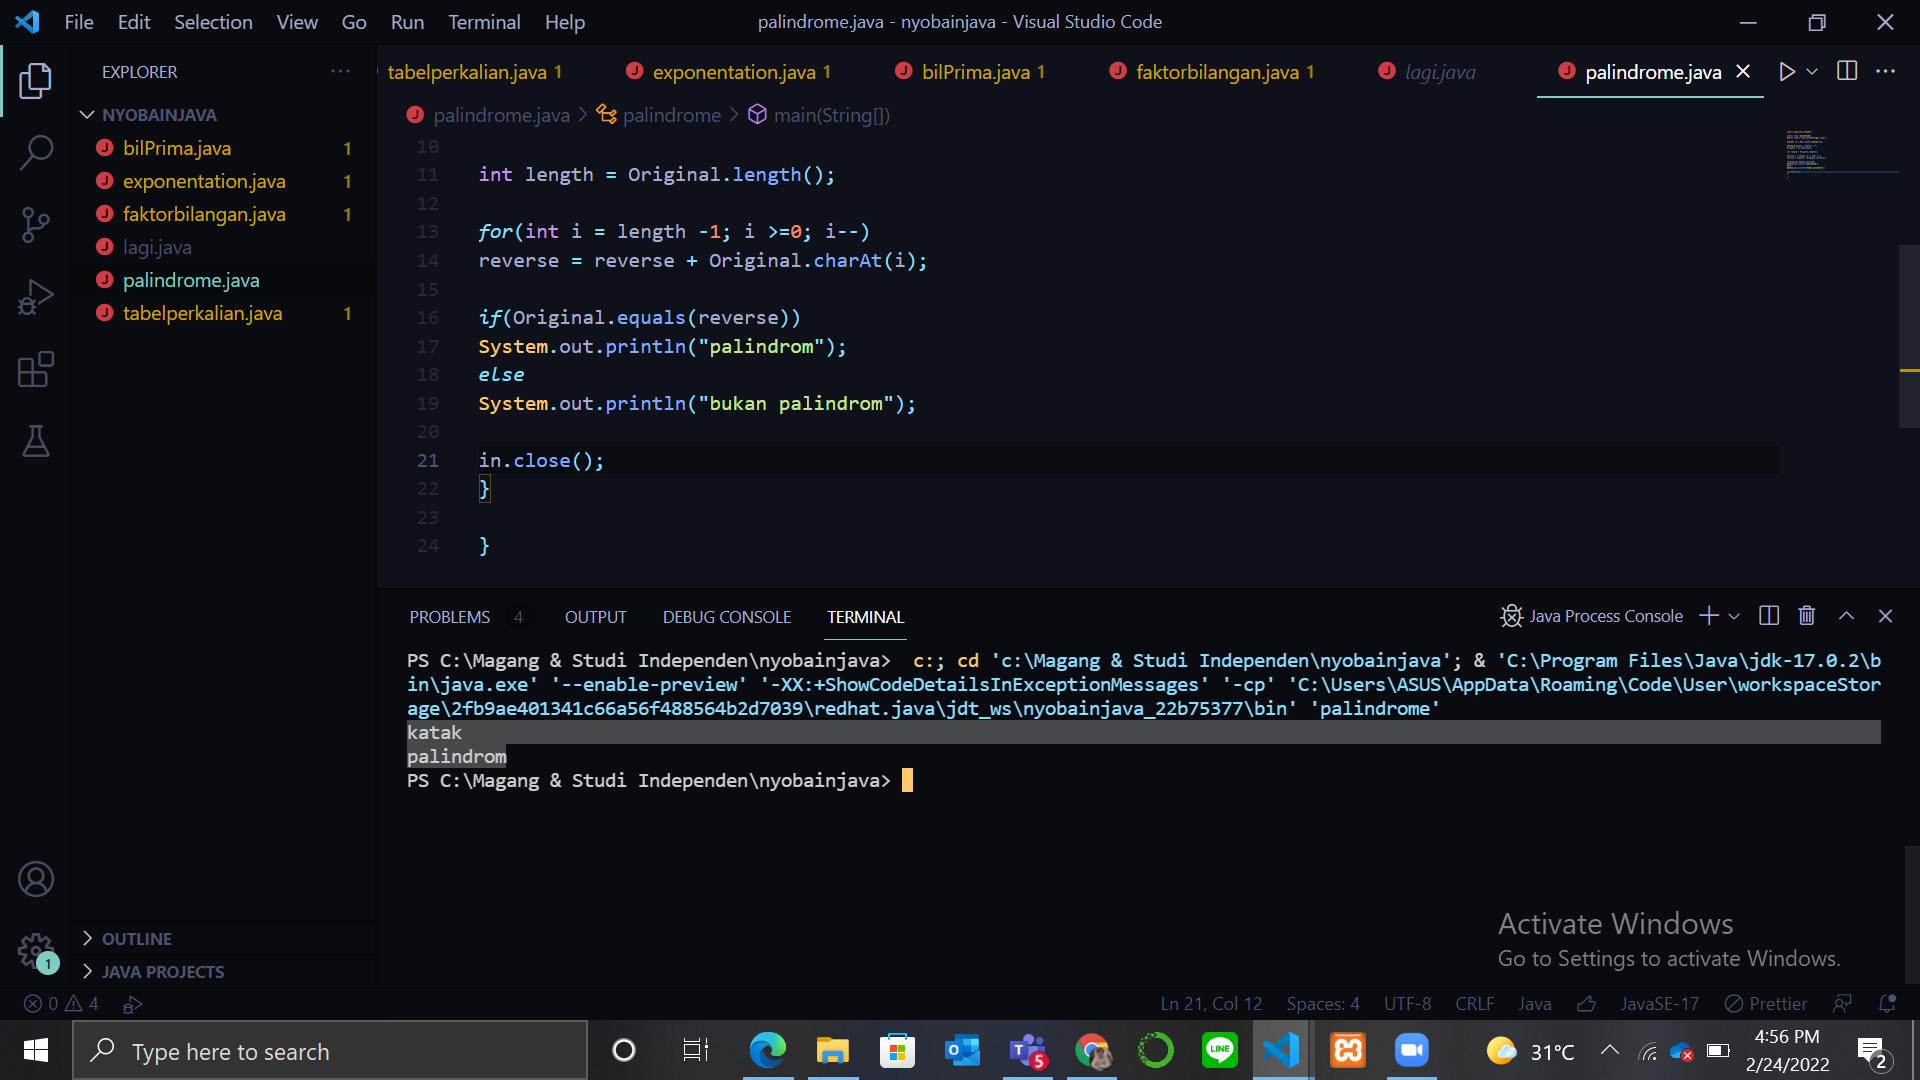 File Edit Selection View Go Run Terminal Help
palindrome.java - nyobainjava - Visual Studio Code
EXPLORER
NYOBAINJAVA
bilPrima.java 1
exponentation.java 1
faktorbilangan.java 1
lagi.java
palindrome.java
tabelperkalian.java 1
OUTLINE
JAVA PROJECTS
tabelperkalian.java 1 exponentation.java 1 bilPrima.java 1 faktorbilangan.java 1 lagi.java palindrome.java
palindrome.java > palindrome > main(String[])
10
11 int length = Original.length();
12
13 for(int i = length -1; i >=0; i--)
14 reverse = reverse + Original.charAt(i);
15
16 if(Original.equals(reverse))
17 System.out.println("palindrom");
18 else
19 System.out.println("bukan palindrom");
20
21 in.close();
22 }
23
24 }
PROBLEMS 4 OUTPUT DEBUG CONSOLE TERMINAL
Java Process Console
PS C:\Magang & Studi Independen\nyobainjava>  c:; cd 'c:\Magang & Studi Independen\nyobainjava'; & 'C:\Program Files\Java\jdk-17.0.2\b
in\java.exe' '--enable-preview' '-XX:+ShowCodeDetailsInExceptionMessages' '-cp' 'C:\Users\ASUS\AppData\Roaming\Code\User\workspaceStor
age\2fb9ae401341c66a56f488564b2d7039\redhat.java\jdt_ws\nyobainjava_22b75377\bin' 'palindrome'
katak
palindrom
PS C:\Magang & Studi Independen\nyobainjava>
Activate Windows
Go to Settings to activate Windows.
1
0 4
Ln 21, Col 12 Spaces: 4 UTF-8 CRLF Java JavaSE-17 Prettier
Type here to search
5
LINE
31°C
4:56 PM
2/24/2022
2